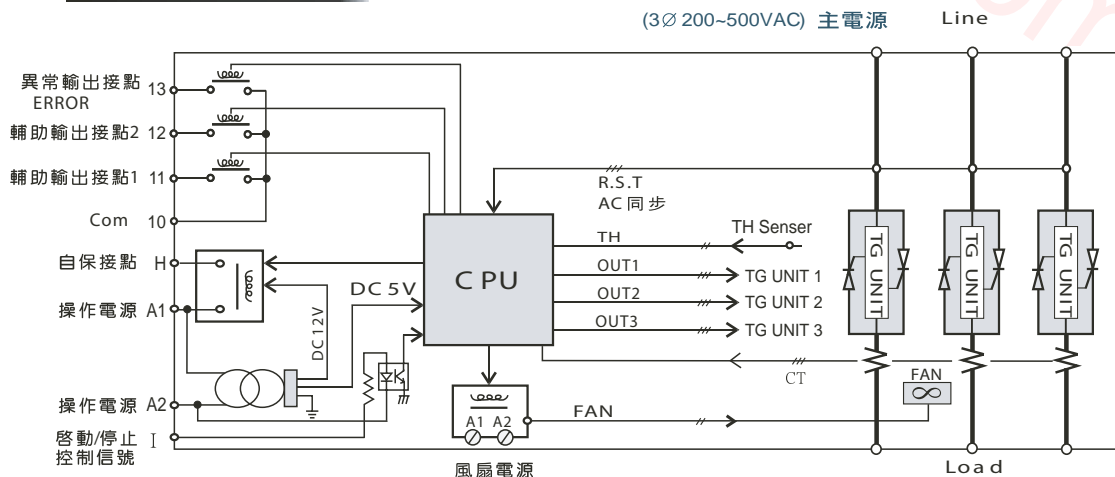 (3∅ 200~500VAC) 主電源 Line
異常輸出接點 13
ERROR
輔助輸出接點2 12
輔助輸出接點1 11
Com 10
自保接點 H
操作電源 A1
操作電源 A2
啓動/停止 I
控制信號
DC12V
DC5V
CPU
R.S.T
AC同步
TH
TH Senser
OUT1
TG UNIT 1
OUT2
TG UNIT 2
OUT3
TG UNIT 3
CT
TG UNIT
TG UNIT
TG UNIT
FAN
FAN
A1 A2
風扇電源
Load